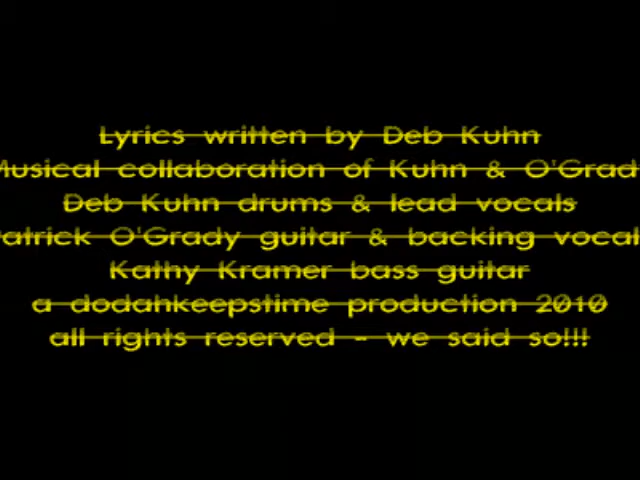 Lyrics written by Deb Kuhn
Musical collaboration of Kuhn & O'Grad
Deb Kuhn drums & lead vocals
atrick O'Grady guitar & backing vocal
Kathy Kramer bass guitar
a dodahkeepstime production 2010
all rights reserved - we said so!!!